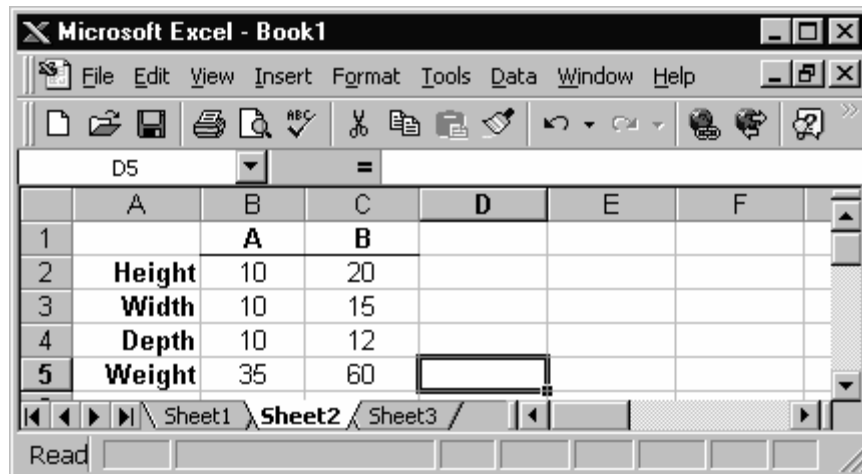 Microsoft Excel - Book1
File Edit View Insert Format Tools Data Window Help
ABC
D5 =
A B C D E F
1 A B
2 Height 10 20
3 Width 10 15
4 Depth 10 12
5 Weight 35 60
Sheet1 Sheet2 Sheet3
Read